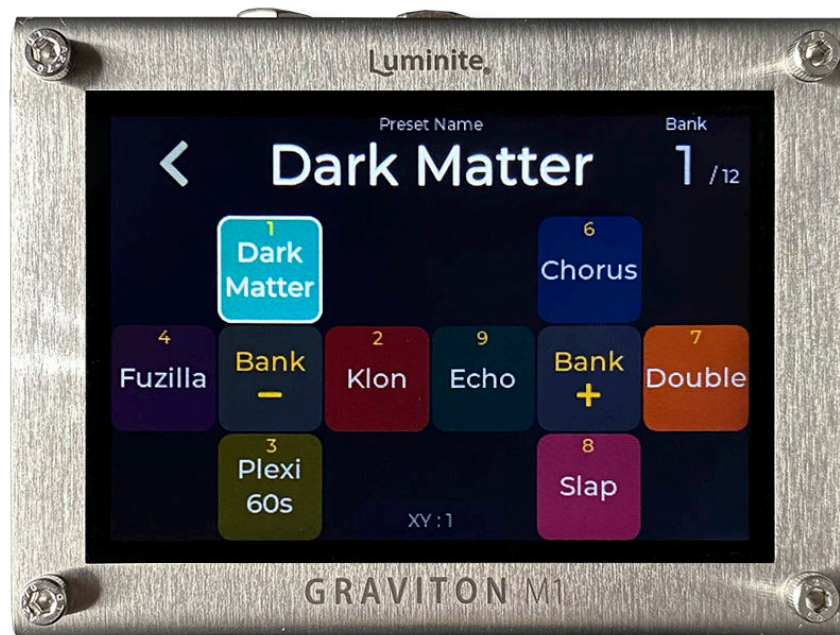 Luminite
Preset Name
Bank
Dark Matter
1 / 12
1
Dark
Matter
6
Chorus
4
Fuzilla
Bank
−
2
Klon
9
Echo
Bank
+
7
Double
3
Plexi
60s
8
Slap
XY : 1
GRAVITON M1